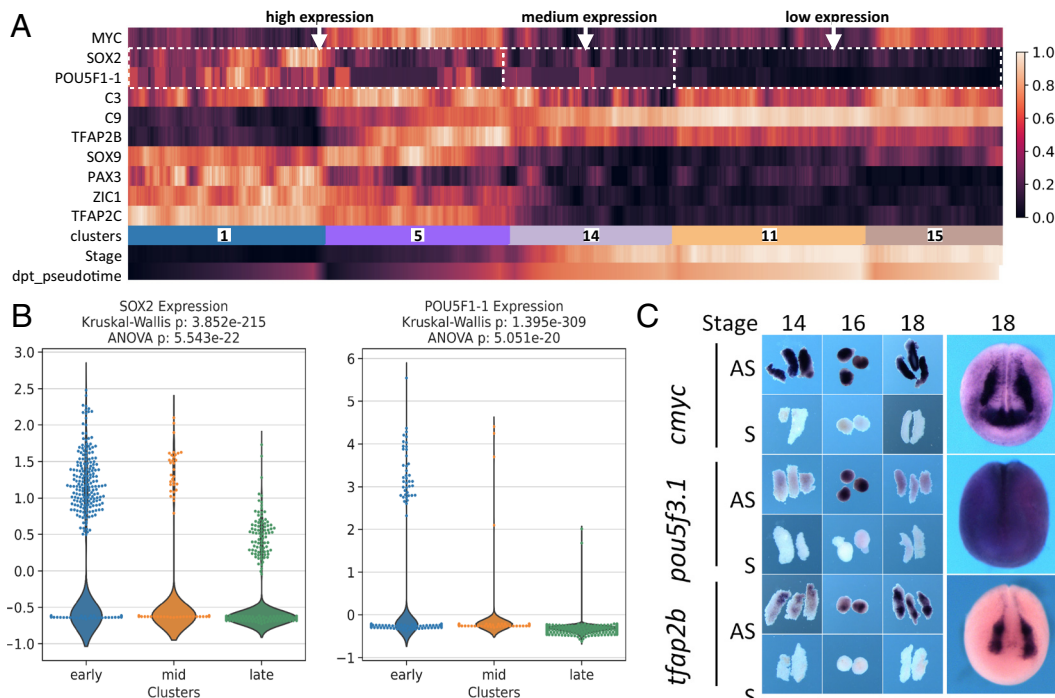 A
high expression
medium expression
low expression
MYC
SOX2
POU5F1-1
C3
C9
TFAP2B
SOX9
PAX3
ZIC1
TFAP2C
clusters
1
5
14
11
15
Stage
dpt_pseudotime
1.0
0.8
0.6
0.4
0.2
0.0
B
SOX2 Expression
Kruskal-Wallis p: 3.852e-215
ANOVA p: 5.543e-22
3.0
2.5
2.0
1.5
1.0
0.5
0.0
−0.5
−1.0
early
mid
late
Clusters
POU5F1-1 Expression
Kruskal-Wallis p: 1.395e-309
ANOVA p: 5.051e-20
6
5
4
3
2
1
0
−1
early
mid
late
Clusters
C
Stage 14 16 18 18
cmyc
AS
S
pou5f3.1
AS
S
tfap2b
AS
S